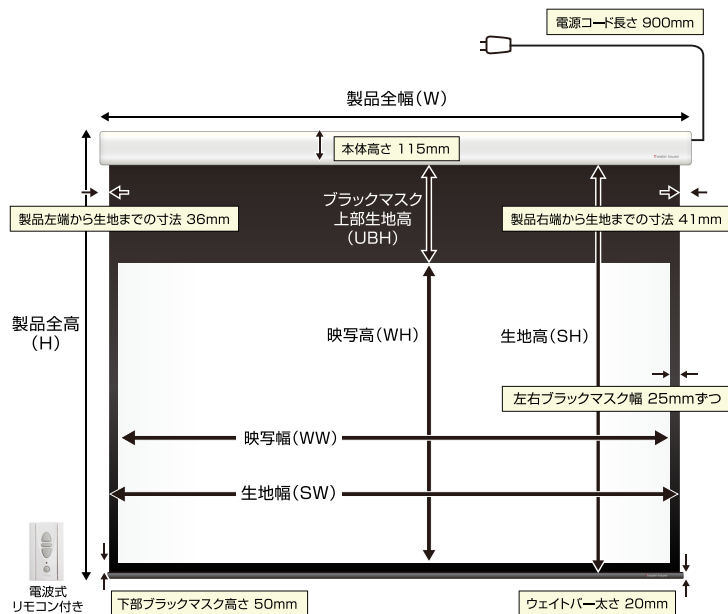 電源コード長さ 900mm
製品全幅(W)
本体高さ 115mm
theater house
製品左端から生地までの寸法 36mm
ブラックマスク
上部生地高
(UBH)
製品右端から生地までの寸法 41mm
製品全高
(H)
映写高(WH)
生地高(SH)
左右ブラックマスク幅 25mmずつ
映写幅(WW)
生地幅(SW)
電波式
リモコン付き
下部ブラックマスク高さ 50mm
ウェイトバー太さ 20mm